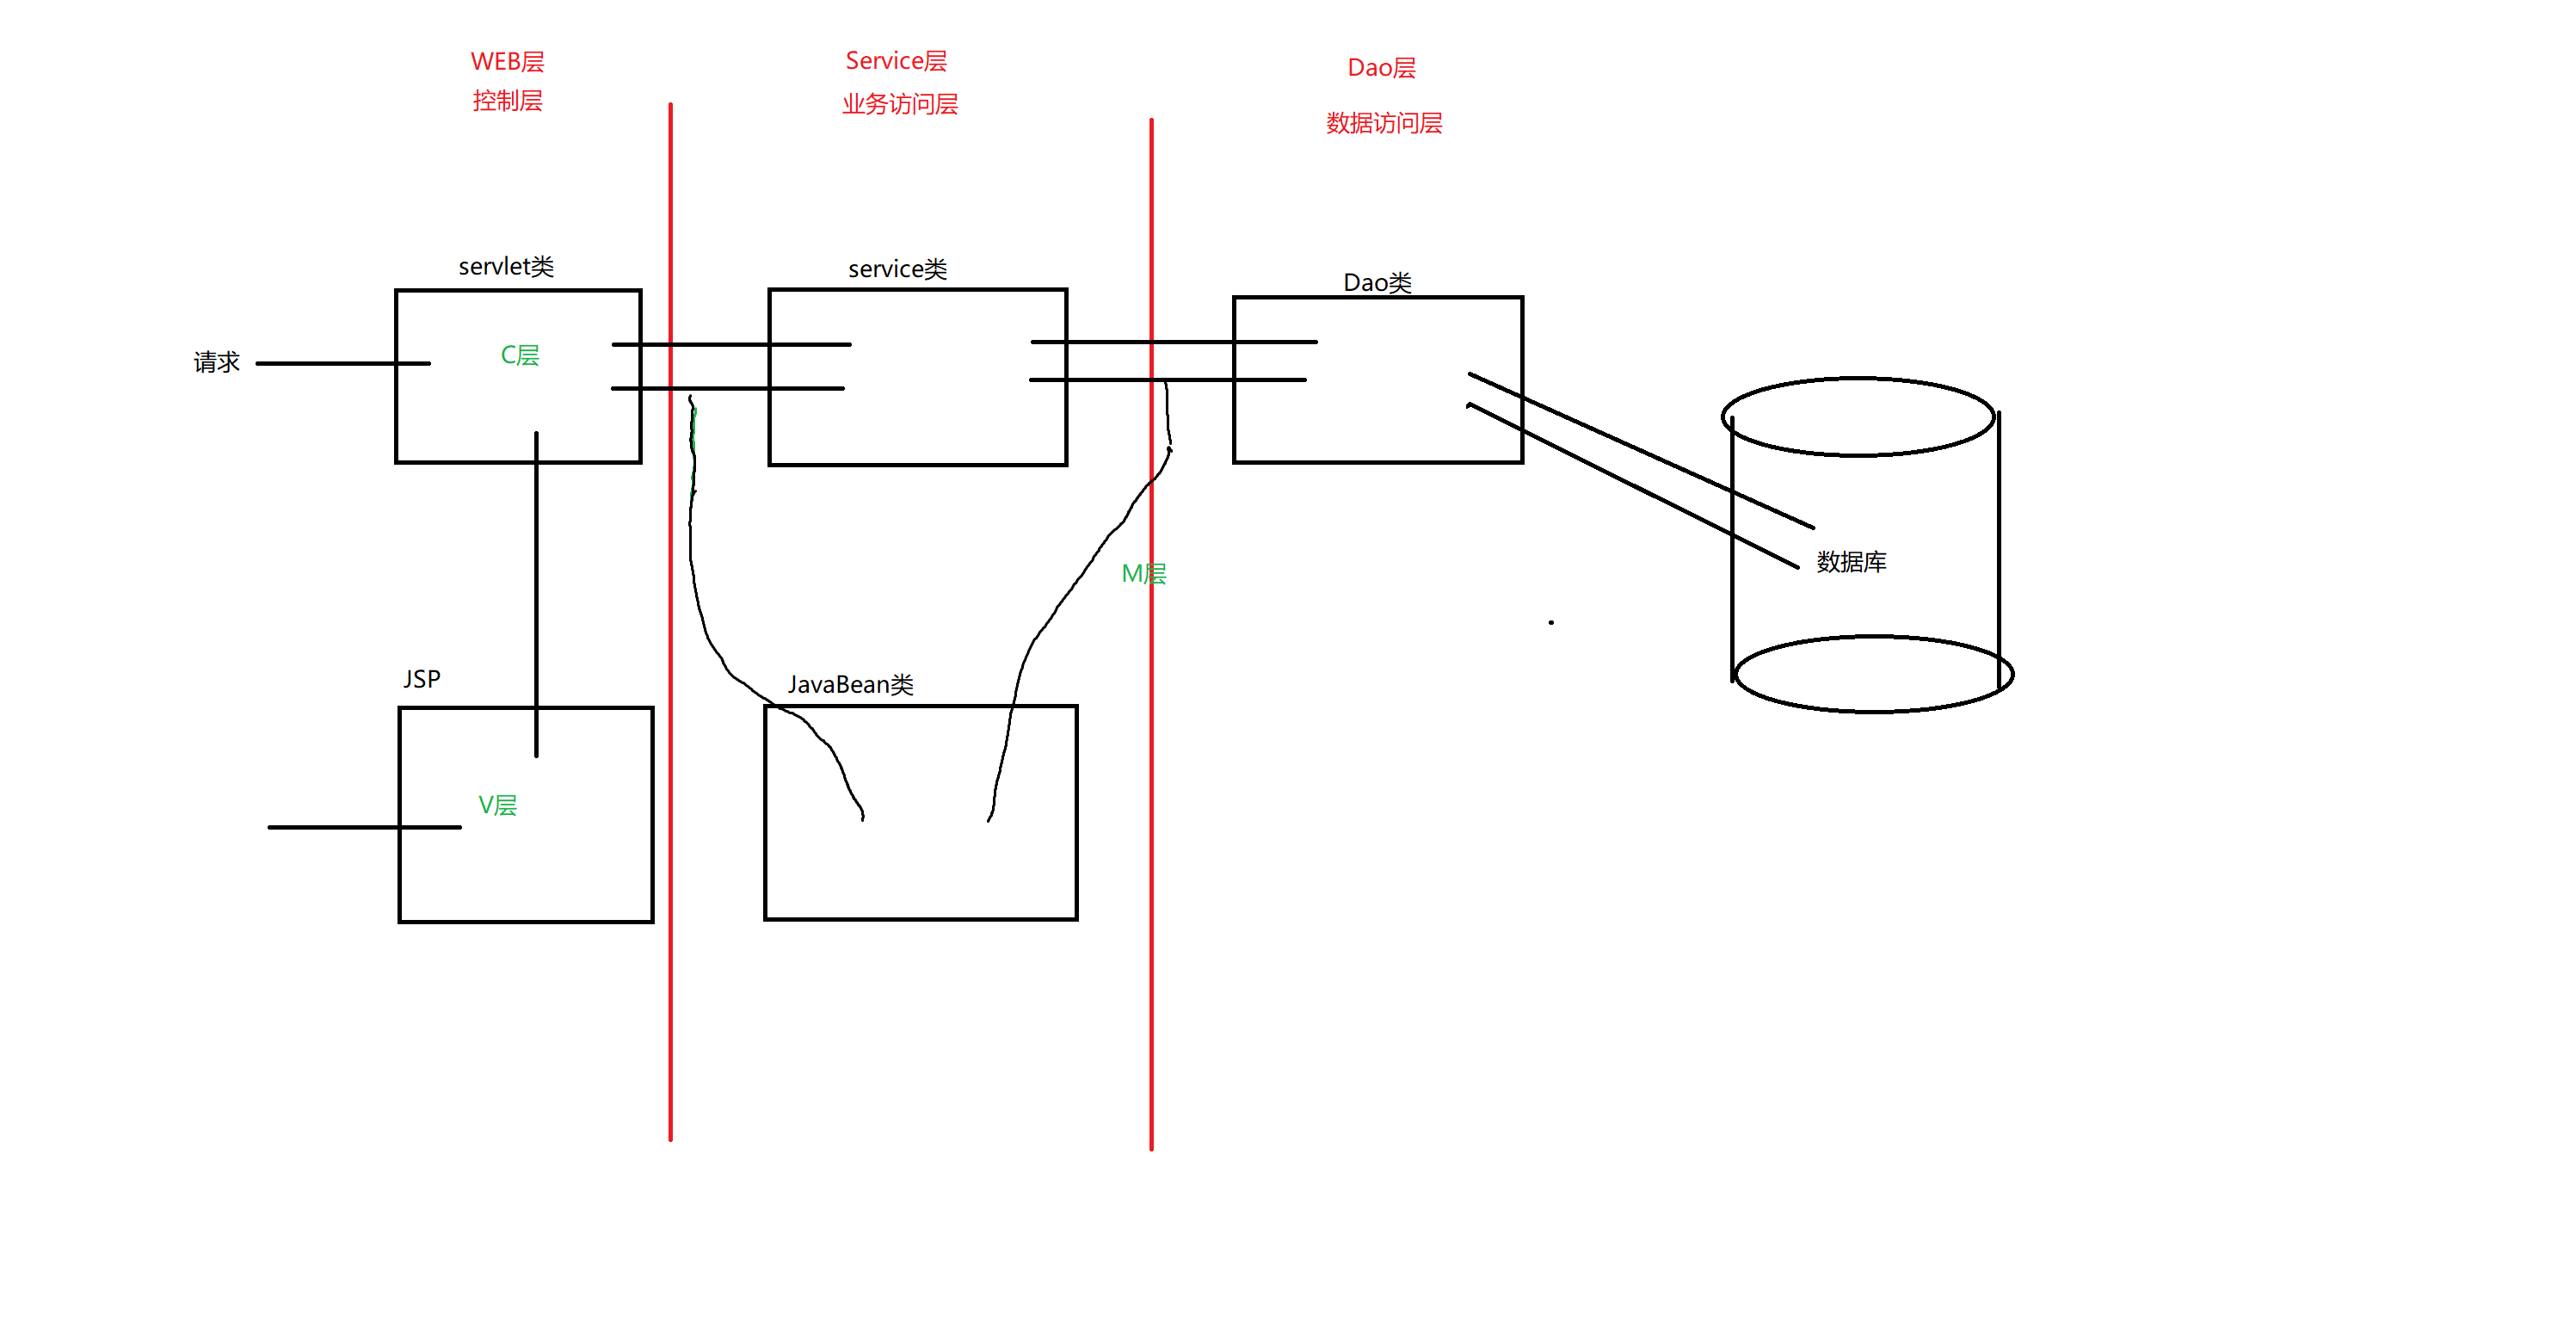 WEB层
控制层
Service层
业务访问层
Dao层
数据访问层
servlet类
service类
Dao类
请求
C层
数据库
M层
JSP
JavaBean类
V层